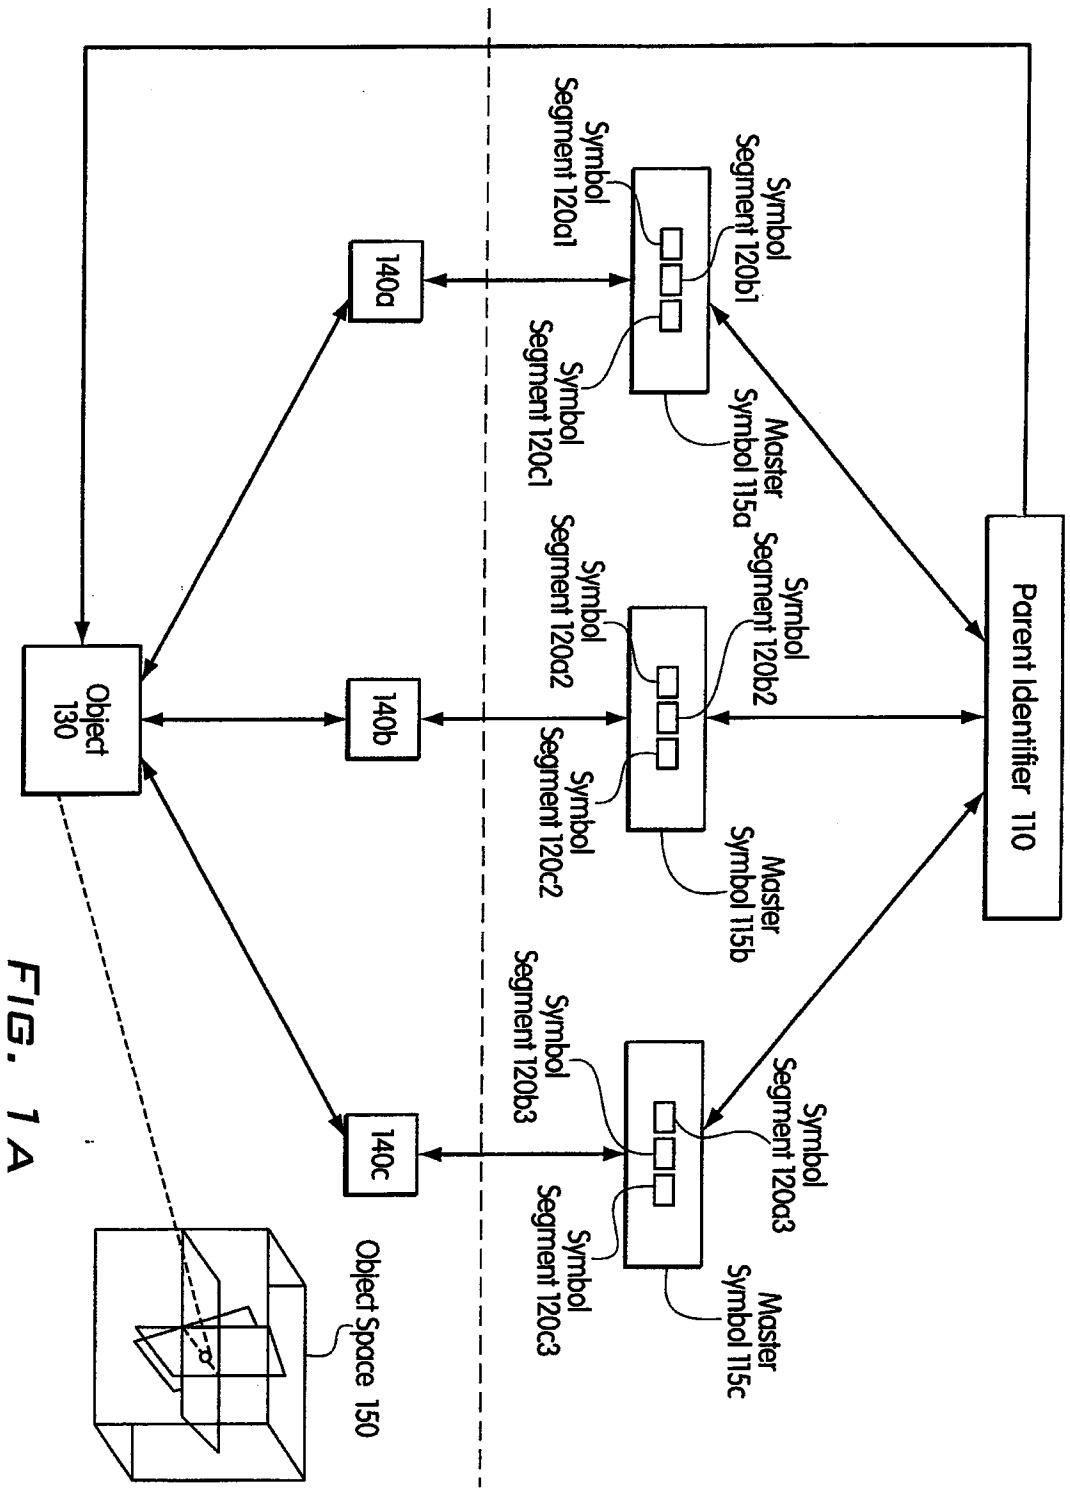 Parent Identifier 110
Symbol
Segment 120b1
Symbol
Segment 120a1
Symbol
Segment 120c1
Master
Symbol 115a
Symbol
Segment 120b2
Symbol
Segment 120a2
Symbol
Segment 120c2
Master
Symbol 115b
Symbol
Segment 120a3
Symbol
Segment 120b3
Symbol
Segment 120c3
Master
Symbol 115c
140a
140b
140c
Object
130
Object Space 150
FIG. 1A